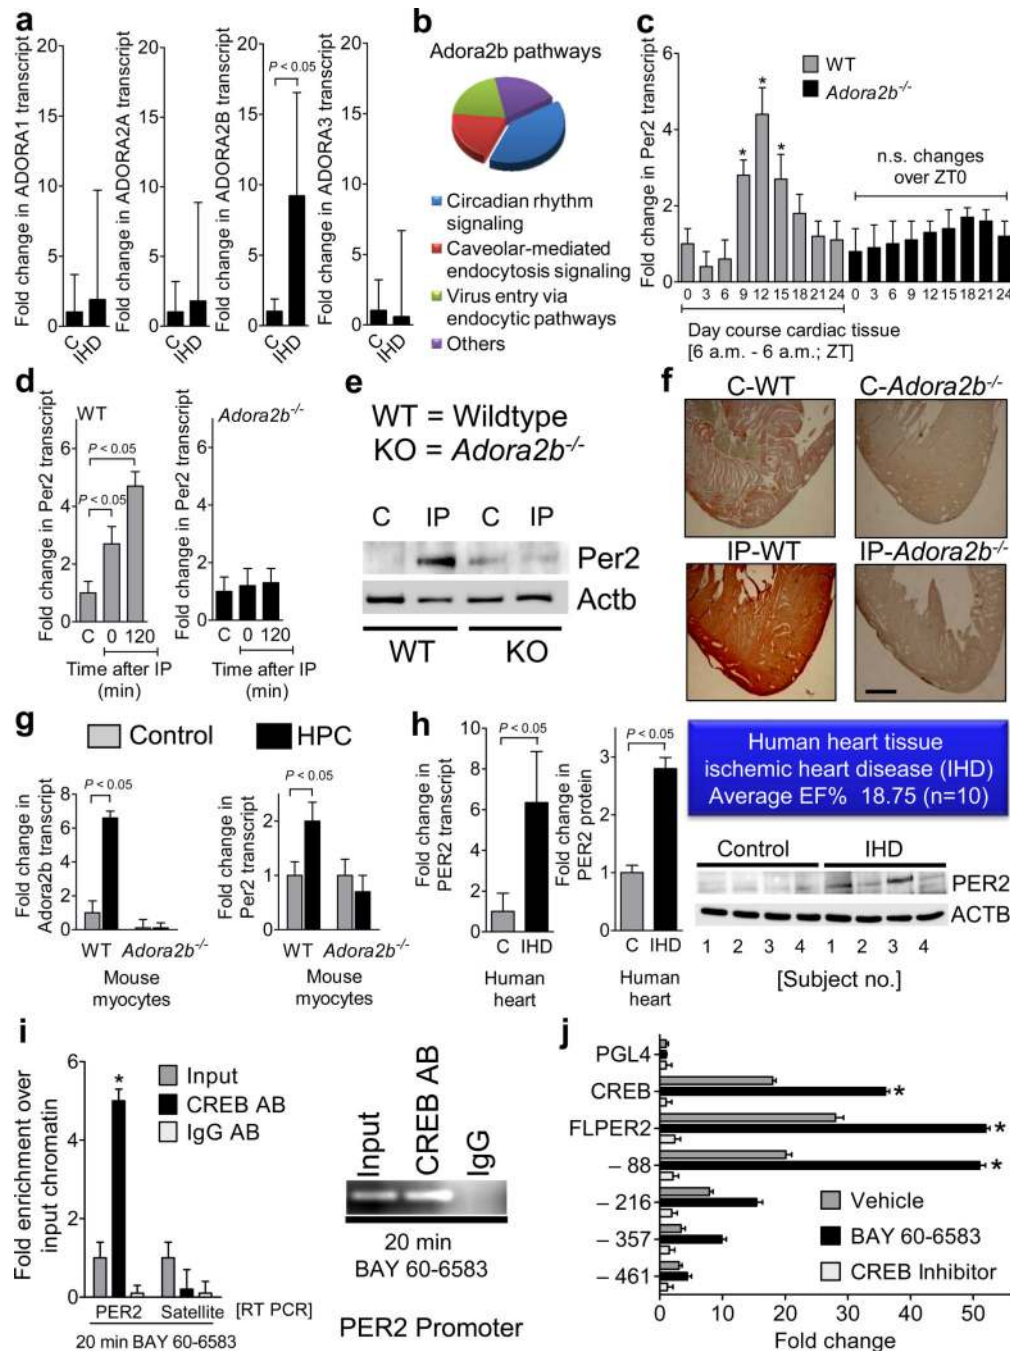 a
Fold change in ADORA1 transcript
20
15
10
5
0
C
IHD
Fold change in ADORA2A transcript
20
15
10
5
0
C
IHD
Fold change in ADORA2B transcript
20
15
10
5
0
P < 0.05
C
IHD
Fold change in ADORA3 transcript
20
15
10
5
0
C
IHD
b
Adora2b pathways
Circadian rhythm
signaling
Caveolar-mediated
endocytosis signaling
Virus entry via
endocytic pathways
Others
c
Fold change in Per2 transcript
6
4
2
0
WT
Adora2b-/-
* * *
n.s. changes
over ZT0
0 3 6 9 12 15 18 21 24 0 3 6 9 12 15 18 21 24
Day course cardiac tissue
[6 a.m. - 6 a.m.; ZT]
d
Fold change in Per2 transcript
8
6
4
2
0
WT
P < 0.05
P < 0.05
C 0 120
Time after IP
(min)
Fold change in Per2 transcript
8
6
4
2
0
Adora2b-/-
C 0 120
Time after IP
(min)
e
WT = Wildtype
KO = Adora2b-/-
C IP C IP
Per2
Actb
WT KO
f
C-WT C-Adora2b-/-
IP-WT IP-Adora2b-/-
g
Control HPC
Fold change in
Adora2b transcript
8
6
4
2
0
P < 0.05
WT Adora2b-/-
Mouse
myocytes
Fold change in
Per2 transcript
2
1
0
P < 0.05
WT Adora2b-/-
Mouse
myocytes
h
Fold change in
PER2 transcript
10
8
6
4
2
0
P < 0.05
C IHD
Human
heart
Fold change in
PER2 protein
3
2
1
0
P < 0.05
C IHD
Human
heart
Human heart tissue
ischemic heart disease (IHD)
Average EF% 18.75 (n=10)
Control IHD
PER2
ACTB
1 2 3 4 1 2 3 4
[Subject no.]
i
Fold enrichment over
input chromatin
6
4
2
0
*
Input
CREB AB
IgG AB
PER2 Satellite [RT PCR]
20 min BAY 60-6583
Input
CREB AB
IgG
20 min
BAY 60-6583
PER2 Promoter
j
PGL4
CREB
*
FLPER2
*
– 88
*
– 216
– 357
– 461
Vehicle
BAY 60-6583
CREB Inhibitor
0 10 20 30 40 50
Fold change